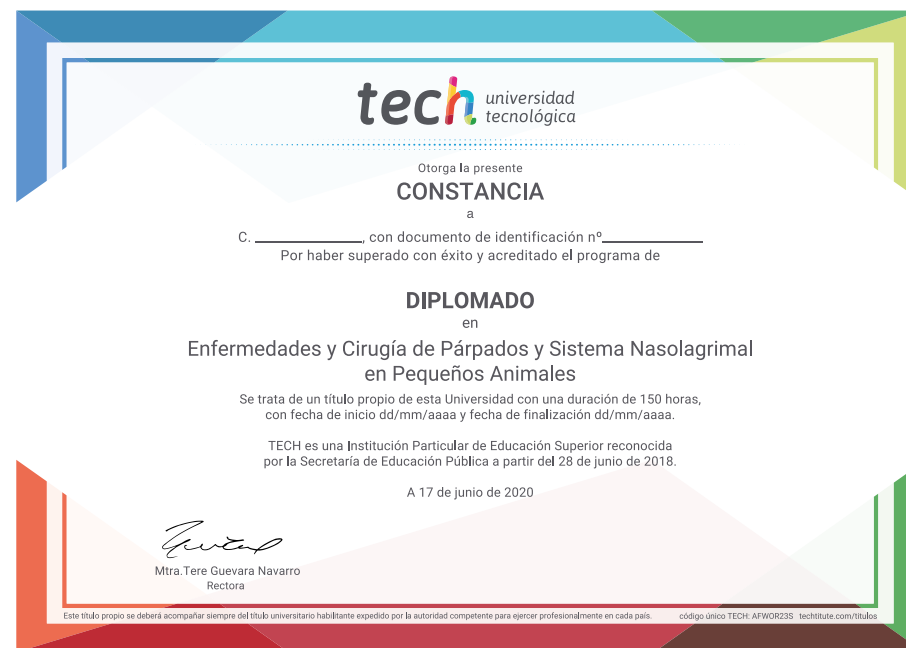 tech universidad
tecnológica
Otorga la presente
CONSTANCIA
a
C. ____________, con documento de identificación nº____________
Por haber superado con éxito y acreditado el programa de
DIPLOMADO
en
Enfermedades y Cirugía de Párpados y Sistema Nasolagrimal
en Pequeños Animales
Se trata de un título propio de esta Universidad con una duración de 150 horas,
con fecha de inicio dd/mm/aaaa y fecha de finalización dd/mm/aaaa.
TECH es una Institución Particular de Educación Superior reconocida
por la Secretaría de Educación Pública a partir del 28 de junio de 2018.
A 17 de junio de 2020
Mtra.Tere Guevara Navarro
Rectora
Este título propio se deberá acompañar siempre del título universitario habilitante expedido por la autoridad competente para ejercer profesionalmente en cada país. código único TECH: AFWOR23S techtitute.com/titulos